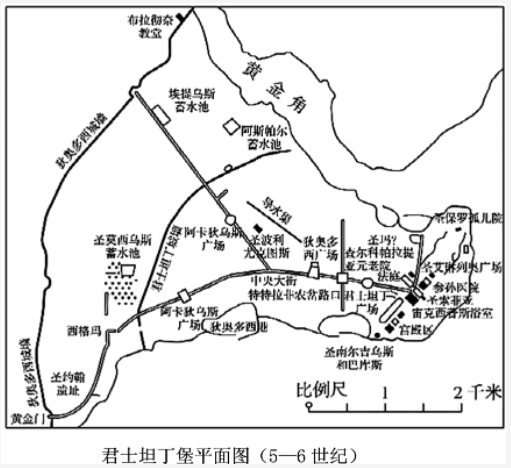 布拉彻奈
教堂
黄金角
埃提乌斯
蓄水池
阿斯帕尔
蓄水池
狄奥多西城墙
导水渠
圣保罗孤儿院
圣莫西乌斯
蓄水池
君士坦丁城墙
阿卡狄乌斯
广场
圣波利
尤克图斯
狄奥多
西广场
圣玛?
查尔科帕拉提
亚元老院
法庭
圣艾琳列奥广场
参孙医院
圣索菲亚
雷克西普斯浴室
宫殿区
中央大街
特特拉非农岔路口
君士坦丁
广场
西格玛
阿卡狄乌斯
广场
狄奥多西港
圣南尔吉乌斯
和巴库斯
狄奥多西城墙
圣约翰
遗址
黄金门
比例尺
1
2 千米
0
君士坦丁堡平面图（5—6 世纪）